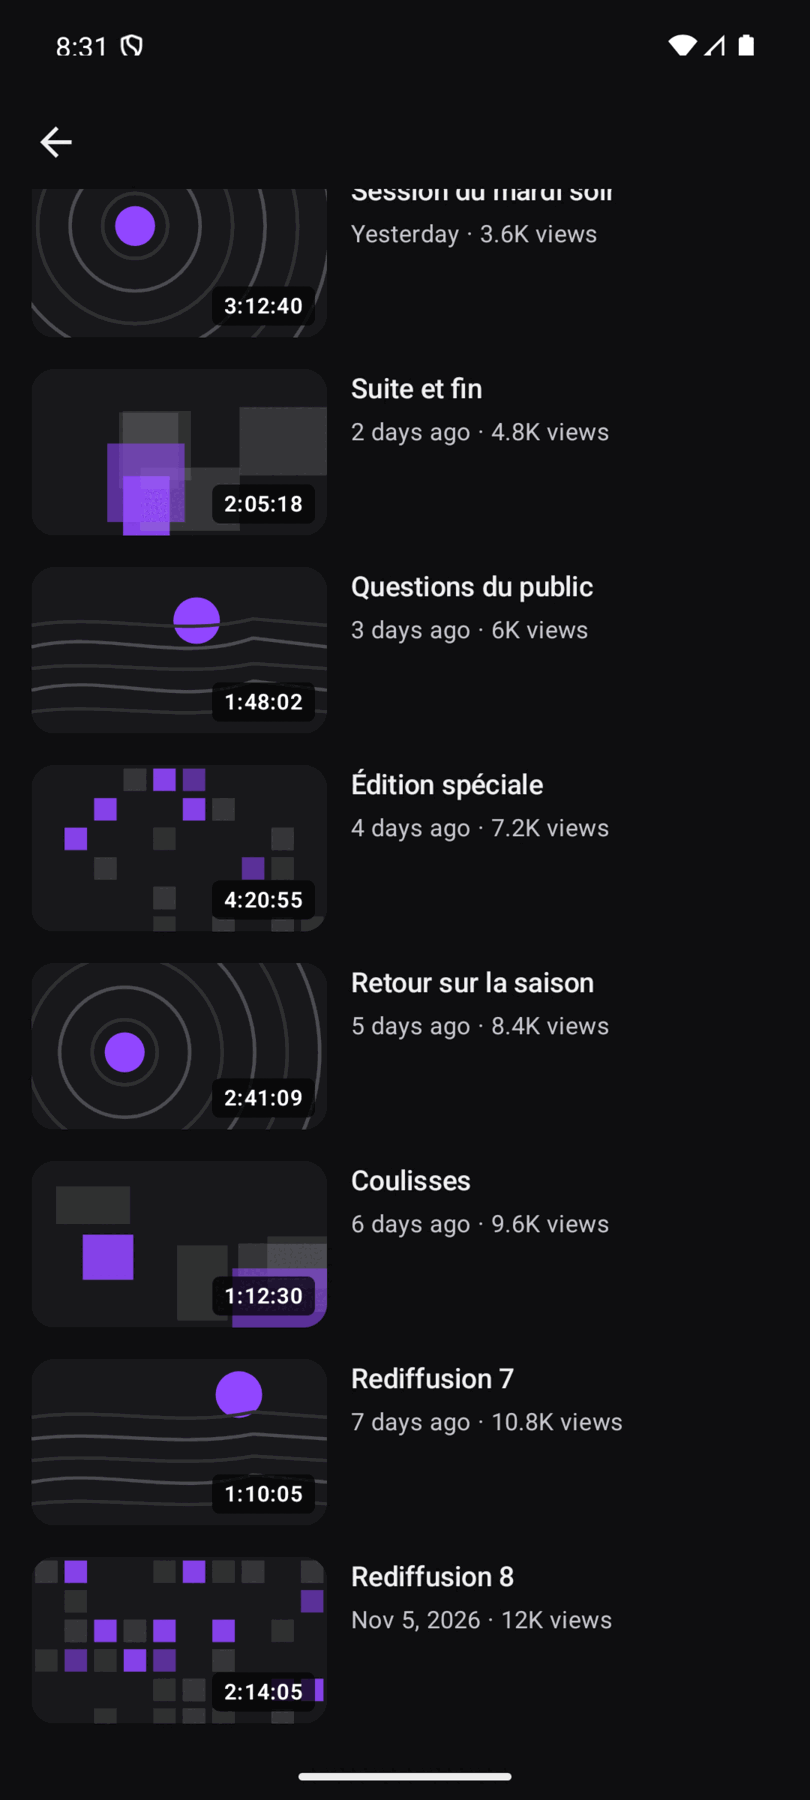 8:31
Session du mardi soir
Yesterday · 3.6K views
3:12:40
Suite et fin
2 days ago · 4.8K views
2:05:18
Questions du public
3 days ago · 6K views
1:48:02
Édition spéciale
4 days ago · 7.2K views
4:20:55
Retour sur la saison
5 days ago · 8.4K views
2:41:09
Coulisses
6 days ago · 9.6K views
1:12:30
Rediffusion 7
7 days ago · 10.8K views
1:10:05
Rediffusion 8
Nov 5, 2026 · 12K views
2:14:05